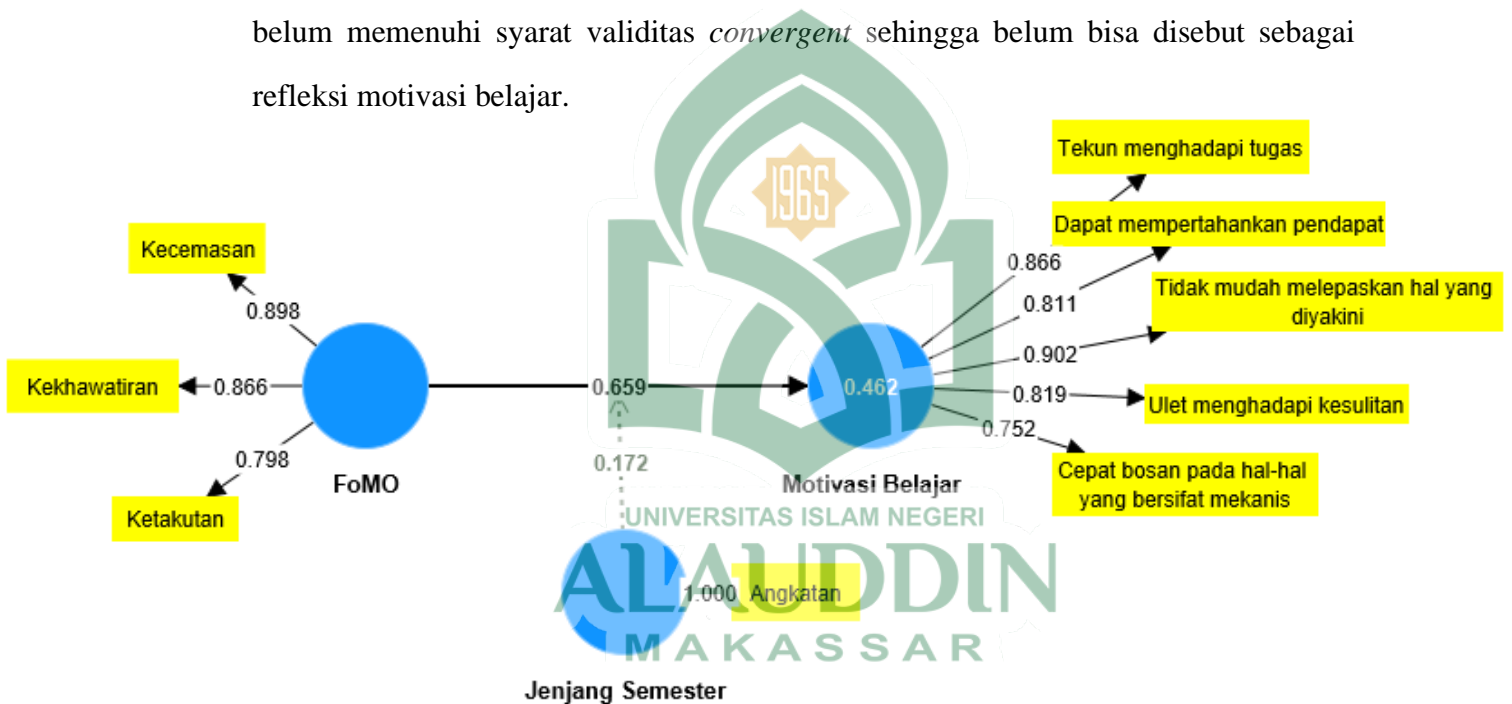 belum memenuhi syarat validitas convergent sehingga belum bisa disebut sebagai
refleksi motivasi belajar.
1965
Tekun menghadapi tugas
Kecemasan
Dapat mempertahankan pendapat
0.866
0.898
0.811
Tidak mudah melepaskan hal yang
diyakini
0.902
Kekhawatiran
0.866
0.659
0.462
0.819
Ulet menghadapi kesulitan
0.752
0.798
0.172
Cepat bosan pada hal-hal
yang bersifat mekanis
FoMO
Motivasi Belajar
Ketakutan
UNIVERSITAS ISLAM NEGERI
ALAUDDIN
1.000
Angkatan
MAKASSAR
Jenjang Semester